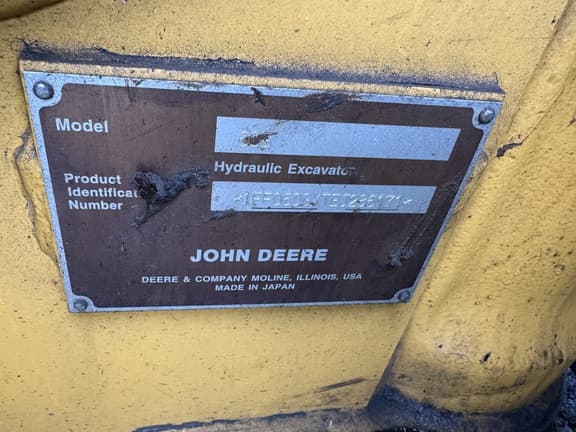 Model
Hydraulic Excavator
Product
Identificat
Number
JOHN DEERE
DEERE & COMPANY MOLINE, ILLINOIS, USA
MADE IN JAPAN